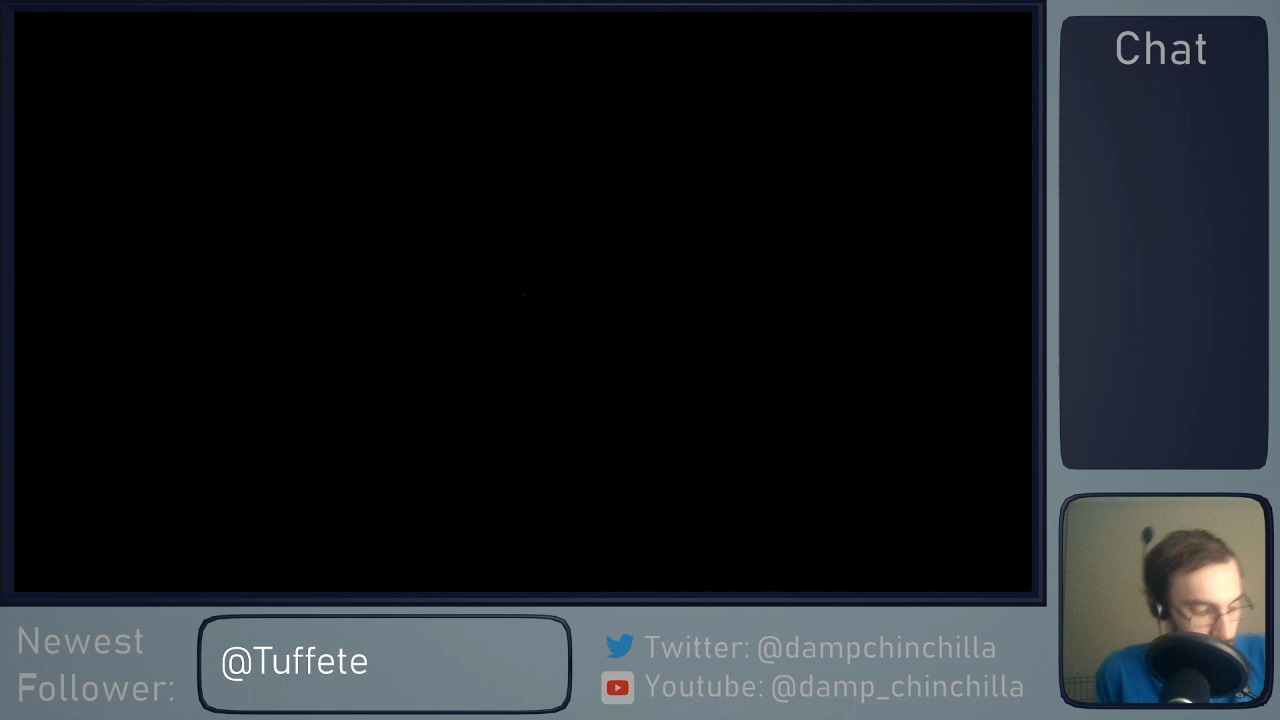 Chat
Newest
Follower:
@Tuffete
Twitter: @dampchinchilla
Youtube: @damp_chinchilla